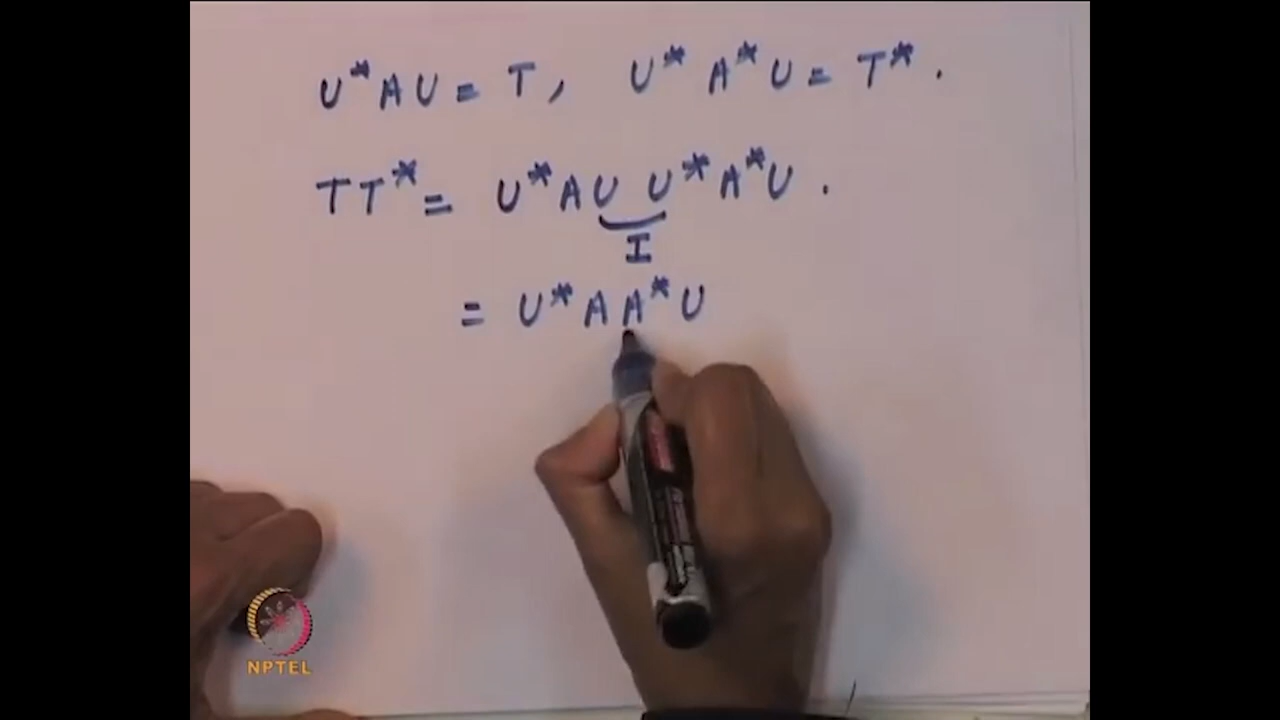 U*AU = T, U* A*U = T*.
TT* = U*AU U*A*U.
I
= U*AA*U
NPTEL